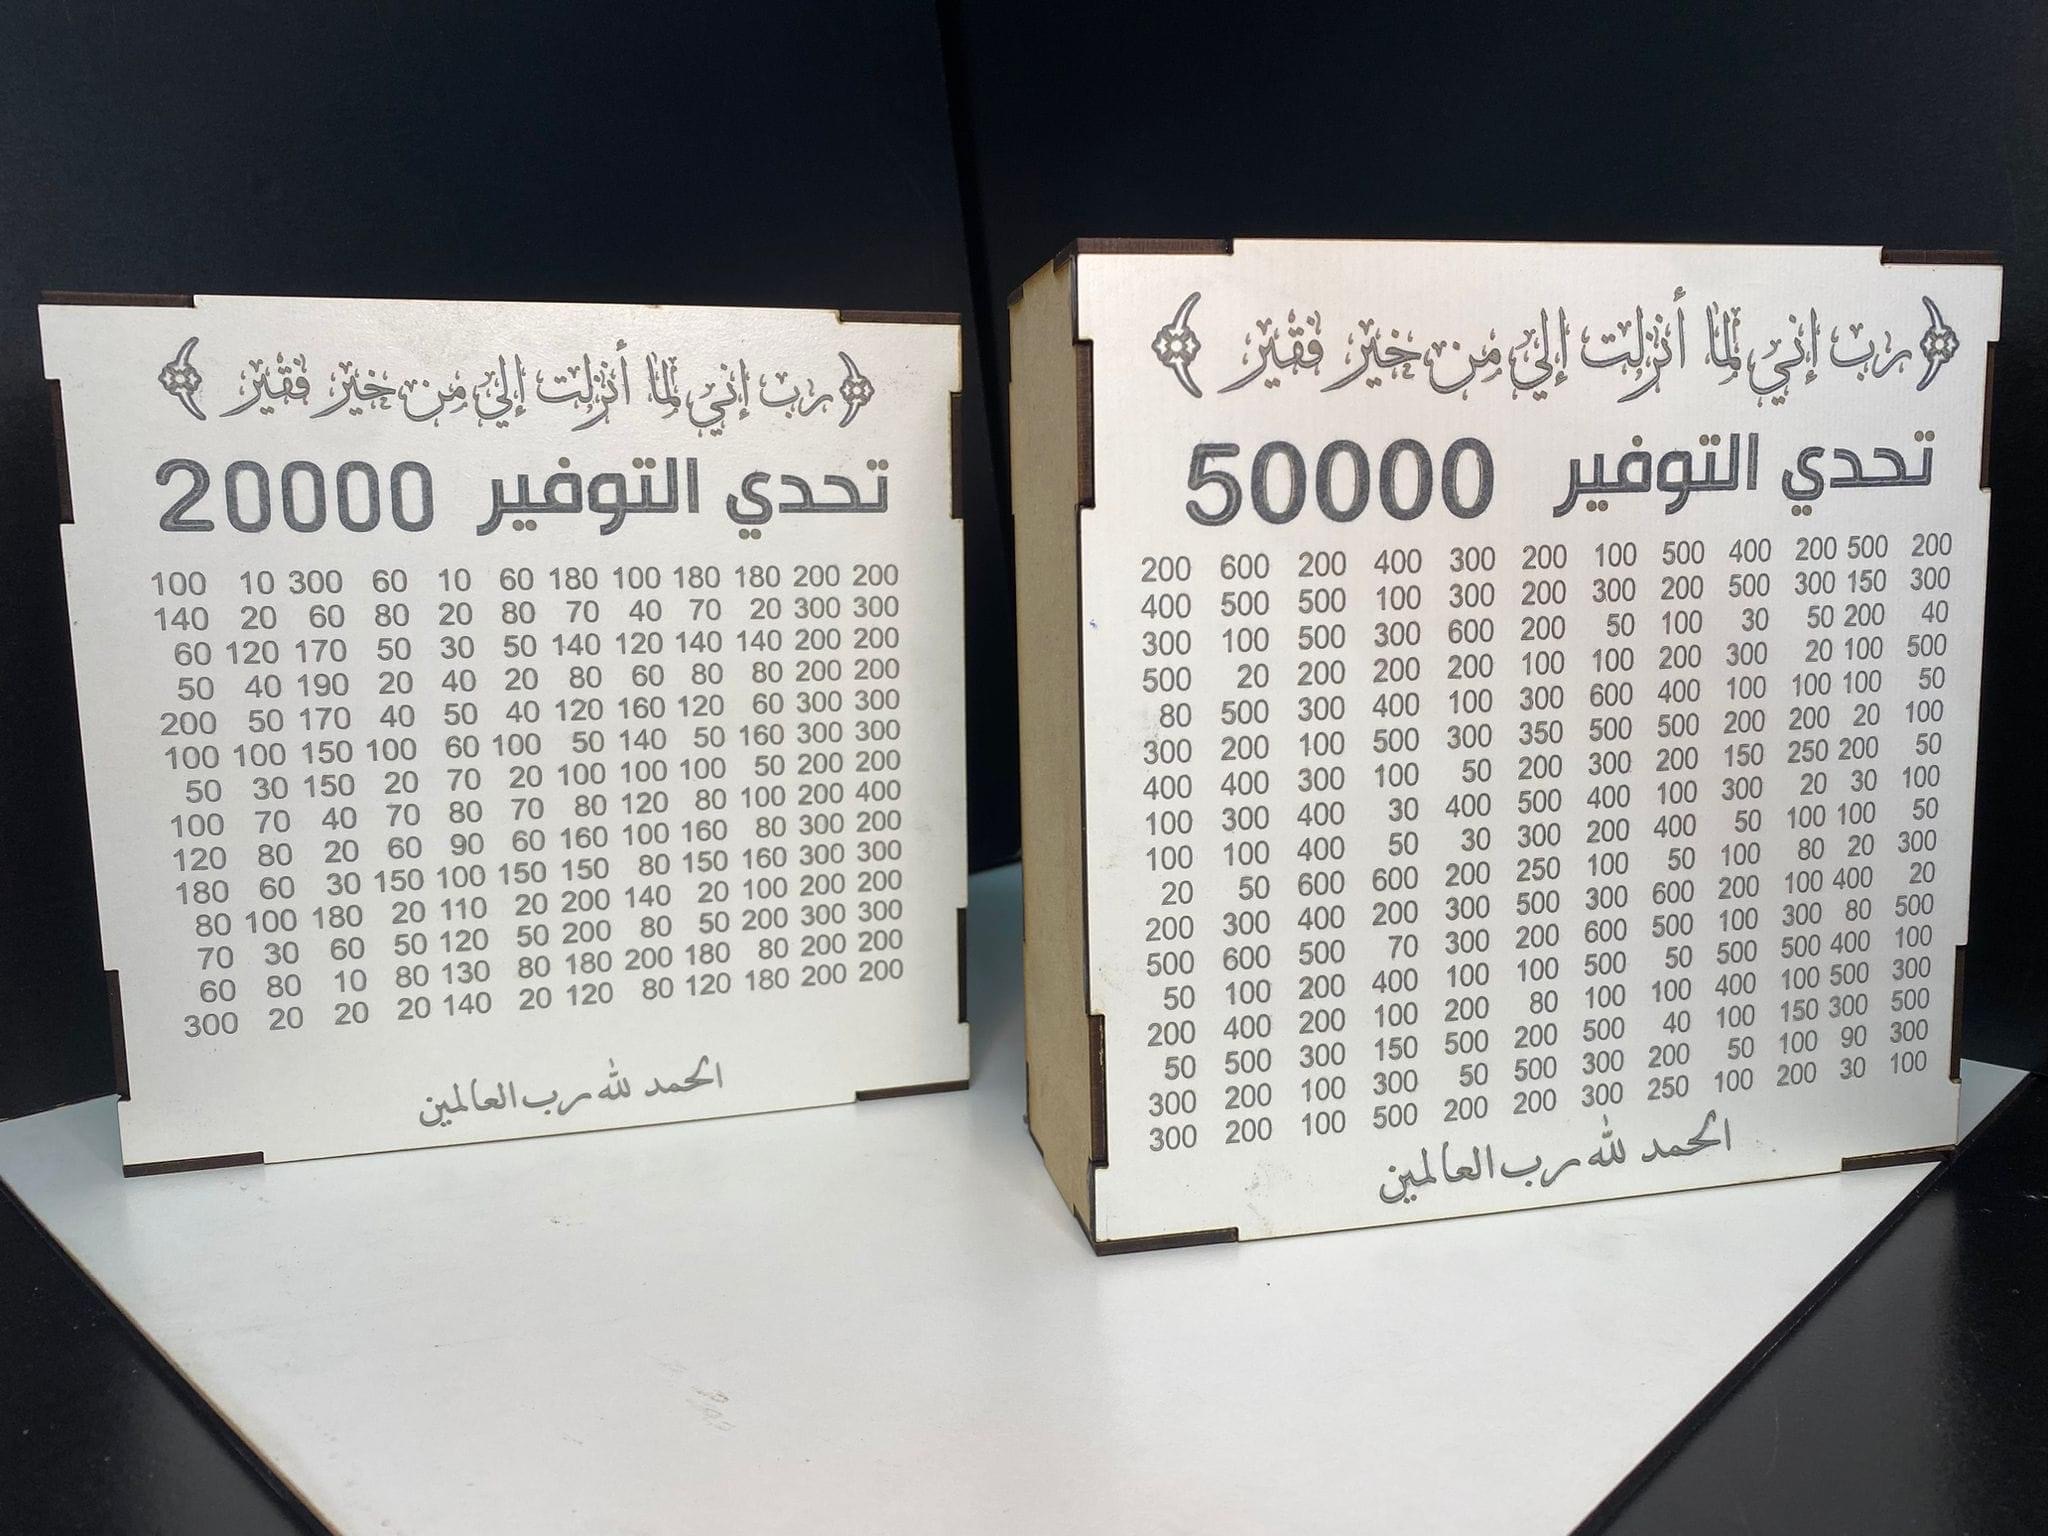 رب إني لما أنزلت إلي من خير فقير
تحدي التوفير 20000
100 10 300 60 10 60 180 100 180 180 200 200
140 20 60 80 20 80 70 40 70 20 300 300
60 120 170 50 30 50 140 120 140 140 200 200
50 40 190 20 40 20 80 60 80 80 200 200
200 50 170 40 50 40 120 160 120 60 300 300
100 100 150 100 60 100 50 140 50 160 300 300
50 30 150 20 70 20 100 100 100 50 200 200
100 70 40 70 80 70 80 120 80 100 200 400
120 80 20 60 90 60 160 100 160 80 300 200
180 60 30 150 100 150 150 80 150 160 300 300
80 100 180 20 110 20 200 140 20 100 200 200
70 30 60 50 120 50 200 80 50 200 300 300
60 80 10 80 130 80 180 200 180 80 200 200
300 20 20 20 140 20 120 80 120 180 200 200
الحمد لله رب العالمين
رب إني لما أنزلت إلي من خير فقير
تحدي التوفير 50000
200 600 200 400 300 200 100 500 400 200 500 200
400 500 500 100 300 200 300 200 500 300 150 300
300 100 500 300 600 200 50 100 30 50 200 40
500 20 200 200 200 100 100 200 300 20 100 500
80 500 300 400 100 300 600 400 100 100 100 50
300 200 100 500 300 350 500 500 200 200 20 100
400 400 300 100 50 200 300 200 150 250 200 50
100 300 400 30 400 500 400 100 300 20 30 100
100 100 400 50 30 300 200 400 50 100 100 50
20 50 600 600 200 250 100 50 100 80 20 300
200 300 400 200 300 500 300 600 200 100 400 20
500 600 500 70 300 200 600 500 100 300 80 500
50 100 200 400 100 100 500 50 500 500 400 100
200 400 200 100 200 80 100 100 400 100 500 300
50 500 300 150 500 200 500 40 100 150 300 500
300 200 100 300 50 500 300 200 50 100 90 300
300 200 100 500 200 200 300 250 100 200 30 100
الحمد لله رب العالمين